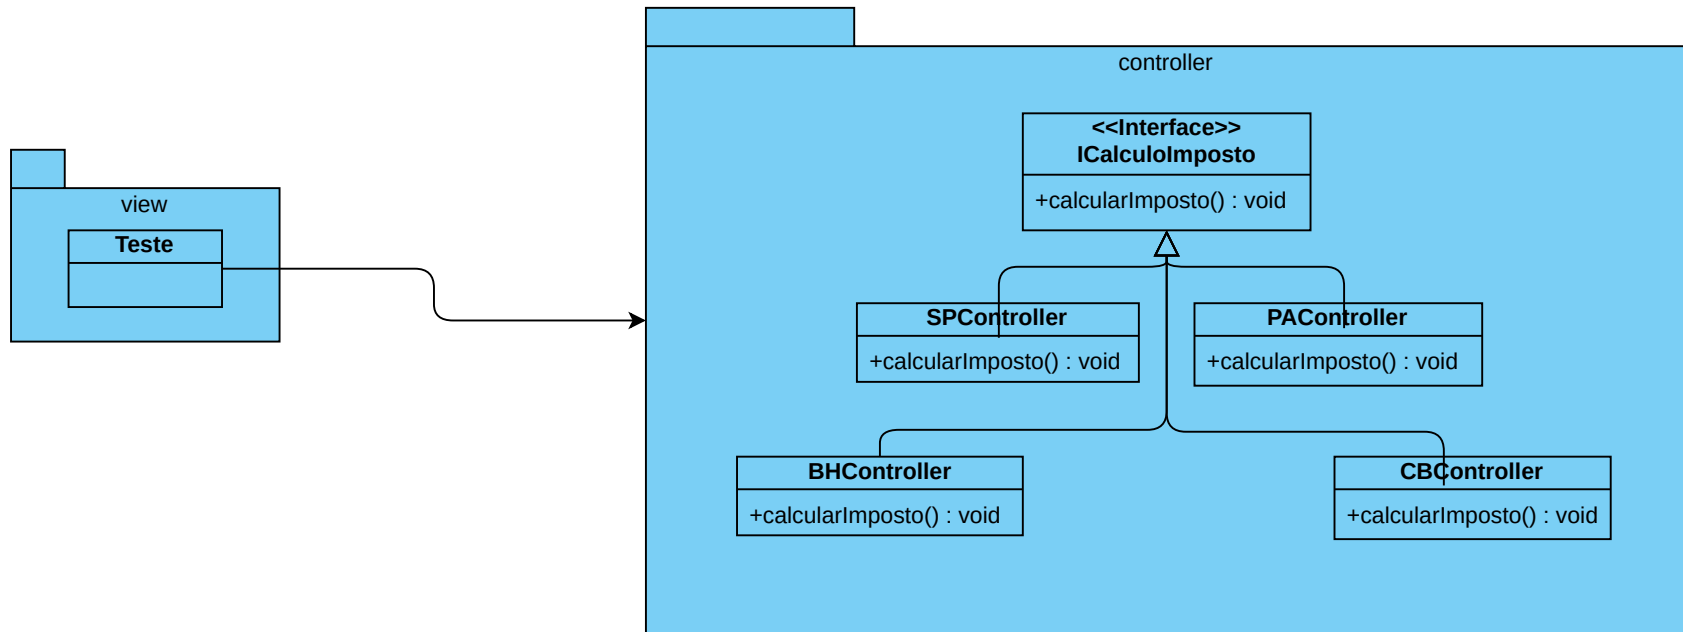 controller
<<Interface>>
ICalculoImposto
+calcularImposto() : void
view
Teste
SPController
+calcularImposto() : void
PAController
+calcularImposto() : void
BHController
+calcularImposto() : void
CBController
+calcularImposto() : void